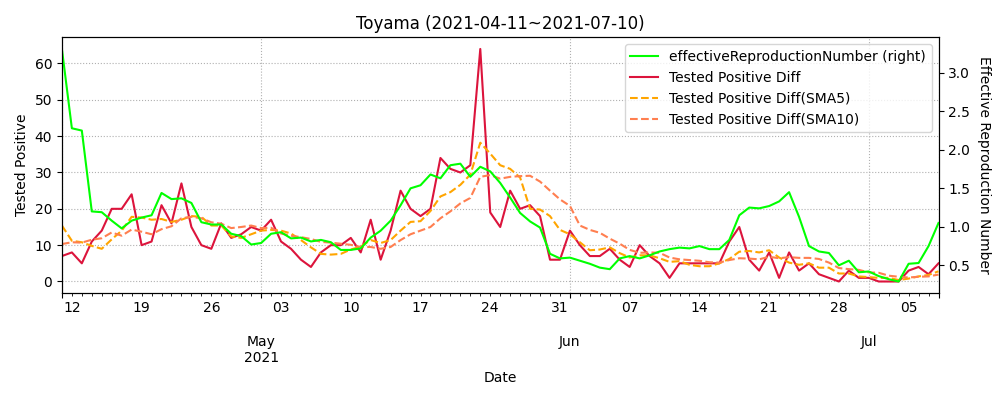 Toyama (2021-04-11~2021-07-10)
effectiveReproductionNumber (right)
Tested Positive Diff
Tested Positive Diff(SMA5)
Tested Positive Diff(SMA10)
Tested Positive
60
50
40
30
20
10
0
3.0
2.5
2.0
1.5
1.0
0.5
Effective Reproduction Number
12 19 26 03 10 17 24 31 07 14 21 28 05
May Jun Jul
2021
Date